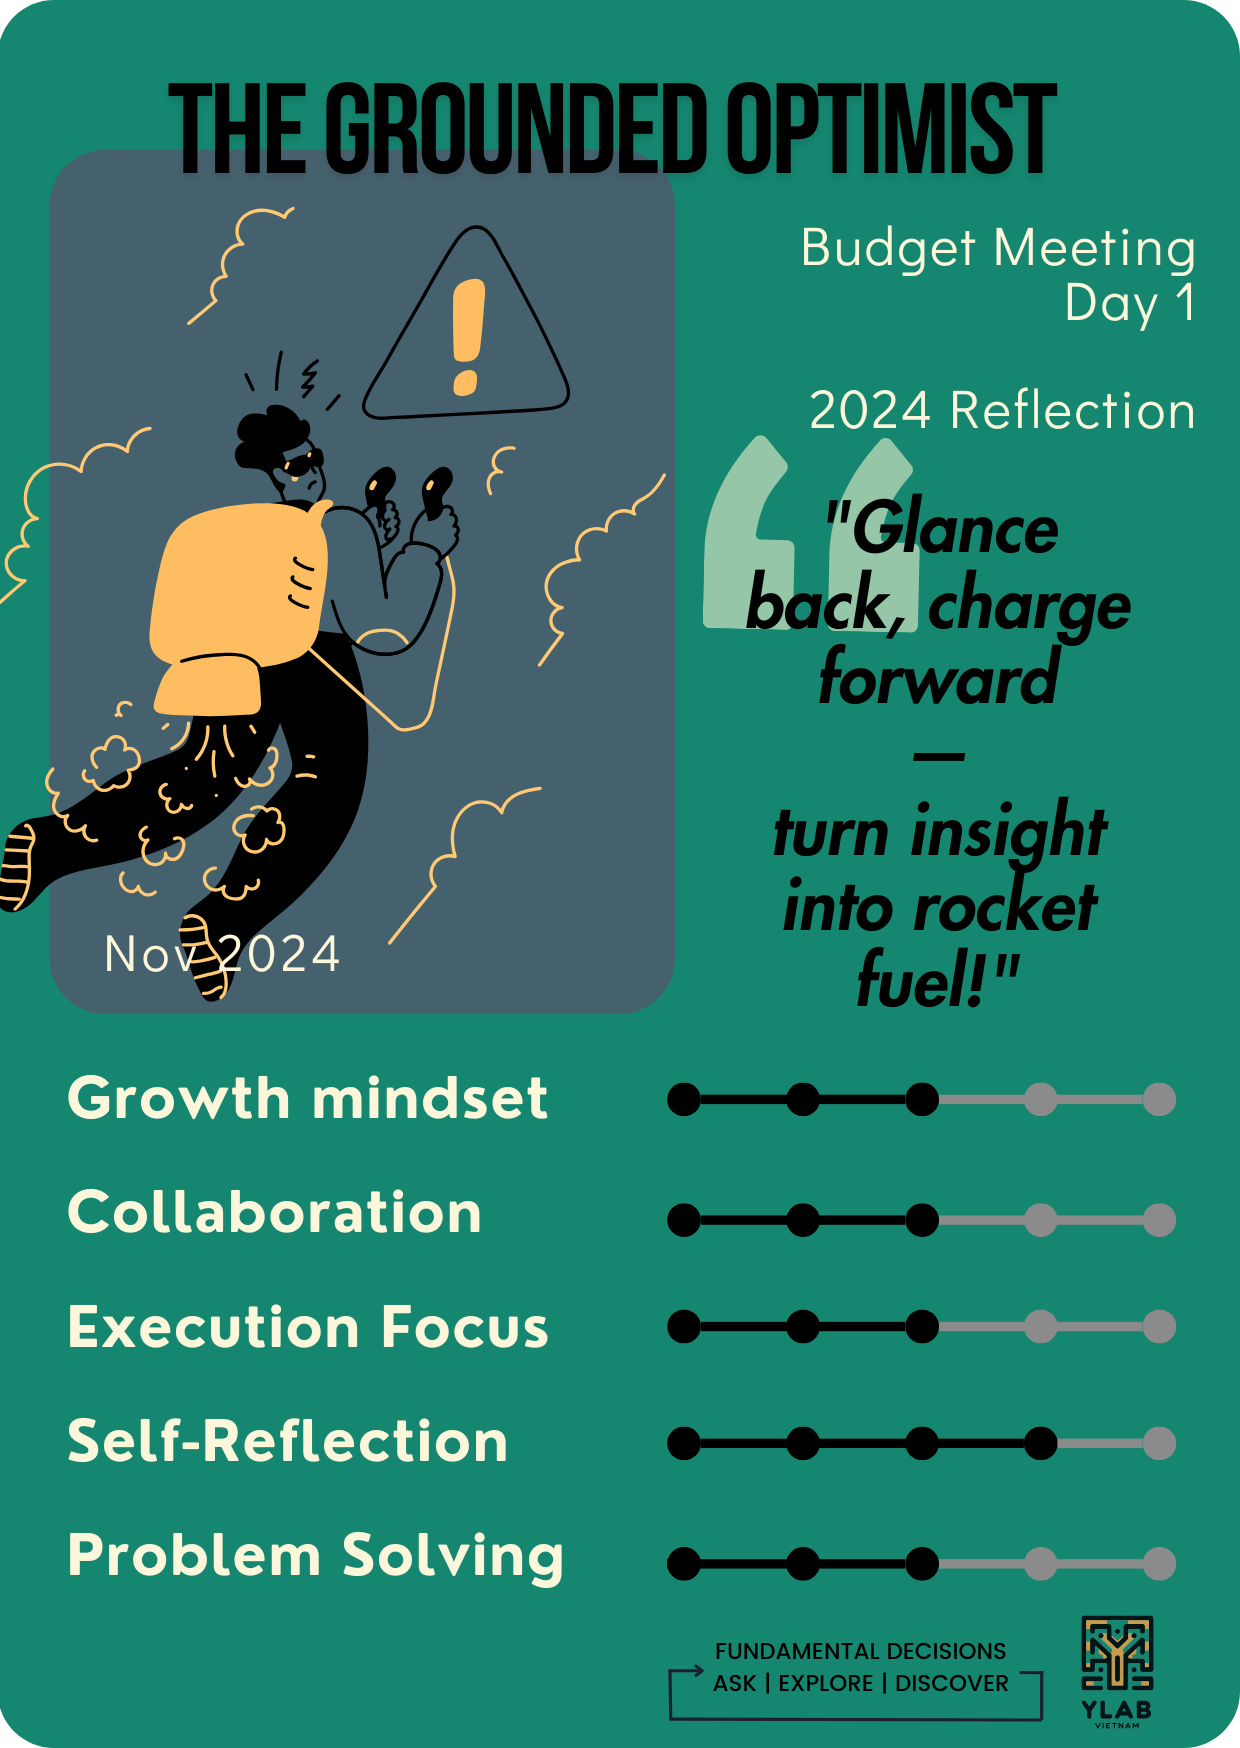 THE GROUNDED OPTIMIST
Budget Meeting
Day 1
2024 Reflection
"Glance
back, charge
forward
—
turn insight
into rocket
fuel!"
Nov 2024
Growth mindset
Collaboration
Execution Focus
Self-Reflection
Problem Solving
FUNDAMENTAL DECISIONS
ASK | EXPLORE | DISCOVER
YLAB
VIETNAM